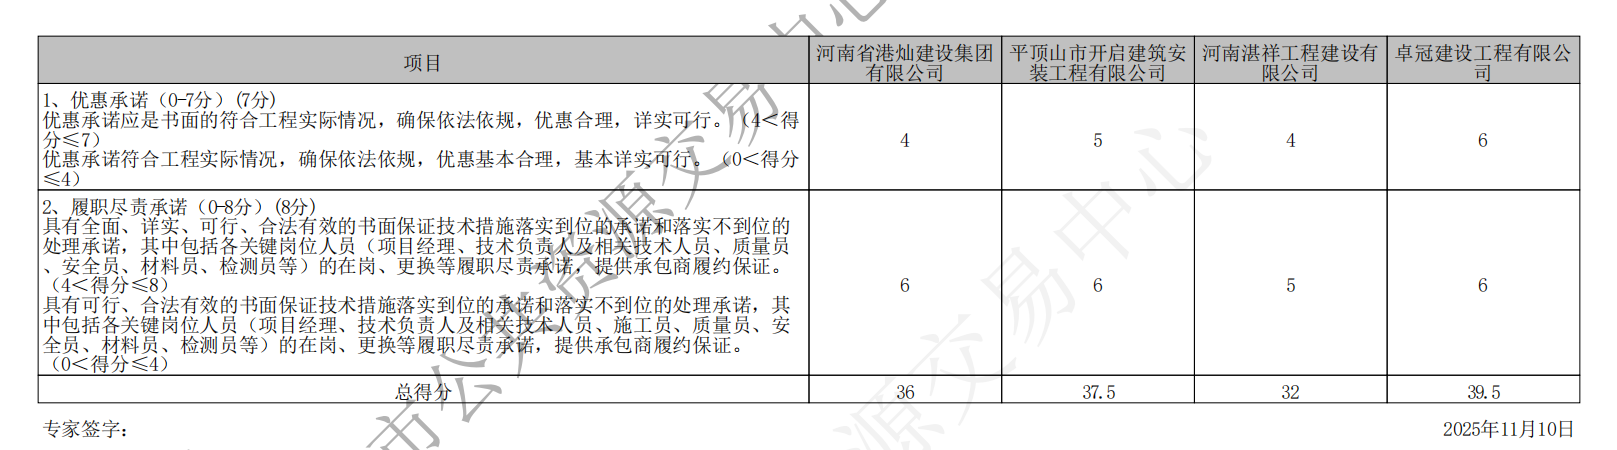 项目
河南省港灿建设集团
有限公司
平顶山市开启建筑安
装工程有限公司
河南湛祥工程建设有
限公司
卓冠建设工程有限公
司
1、优惠承诺（0-7分）(7分)
优惠承诺应是书面的符合工程实际情况，确保依法依规，优惠合理，详实可行。（4＜得
分≤7）
优惠承诺符合工程实际情况，确保依法依规，优惠基本合理，基本详实可行。（0＜得分
≤4）
4
5
4
6
2、履职尽责承诺（0-8分）(8分)
具有全面、详实、可行、合法有效的书面保证技术措施落实到位的承诺和落实不到位的
处理承诺，其中包括各关键岗位人员（项目经理、技术负责人及相关技术人员、质量员
、安全员、材料员、检测员等）的在岗、更换等履职尽责承诺，提供承包商履约保证。
（4＜得分≤8）
具有可行、合法有效的书面保证技术措施落实到位的承诺和落实不到位的处理承诺，其
中包括各关键岗位人员（项目经理、技术负责人及相关技术人员、施工员、质量员、安
全员、材料员、检测员等）的在岗、更换等履职尽责承诺，提供承包商履约保证。
（0＜得分≤4）
6
6
5
6
总得分
36
37.5
32
39.5
专家签字：
2025年11月10日
市公共资源交易中心
源交易中心